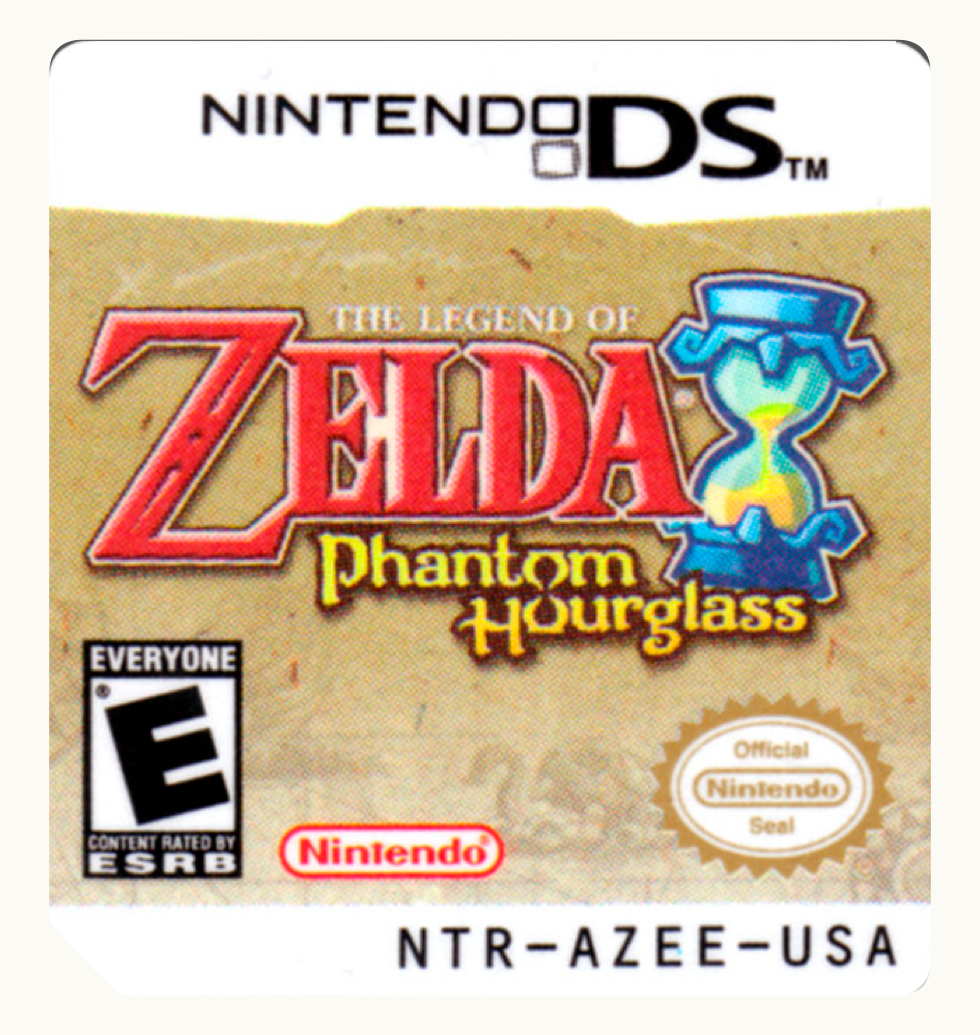 NINTENDO DS™
THE LEGEND OF
ZELDA
Phantom
Hourglass
EVERYONE
E
®
CONTENT RATED BY
ESRB
Nintendo®
Official
Nintendo
Seal
NTR-AZEE-USA